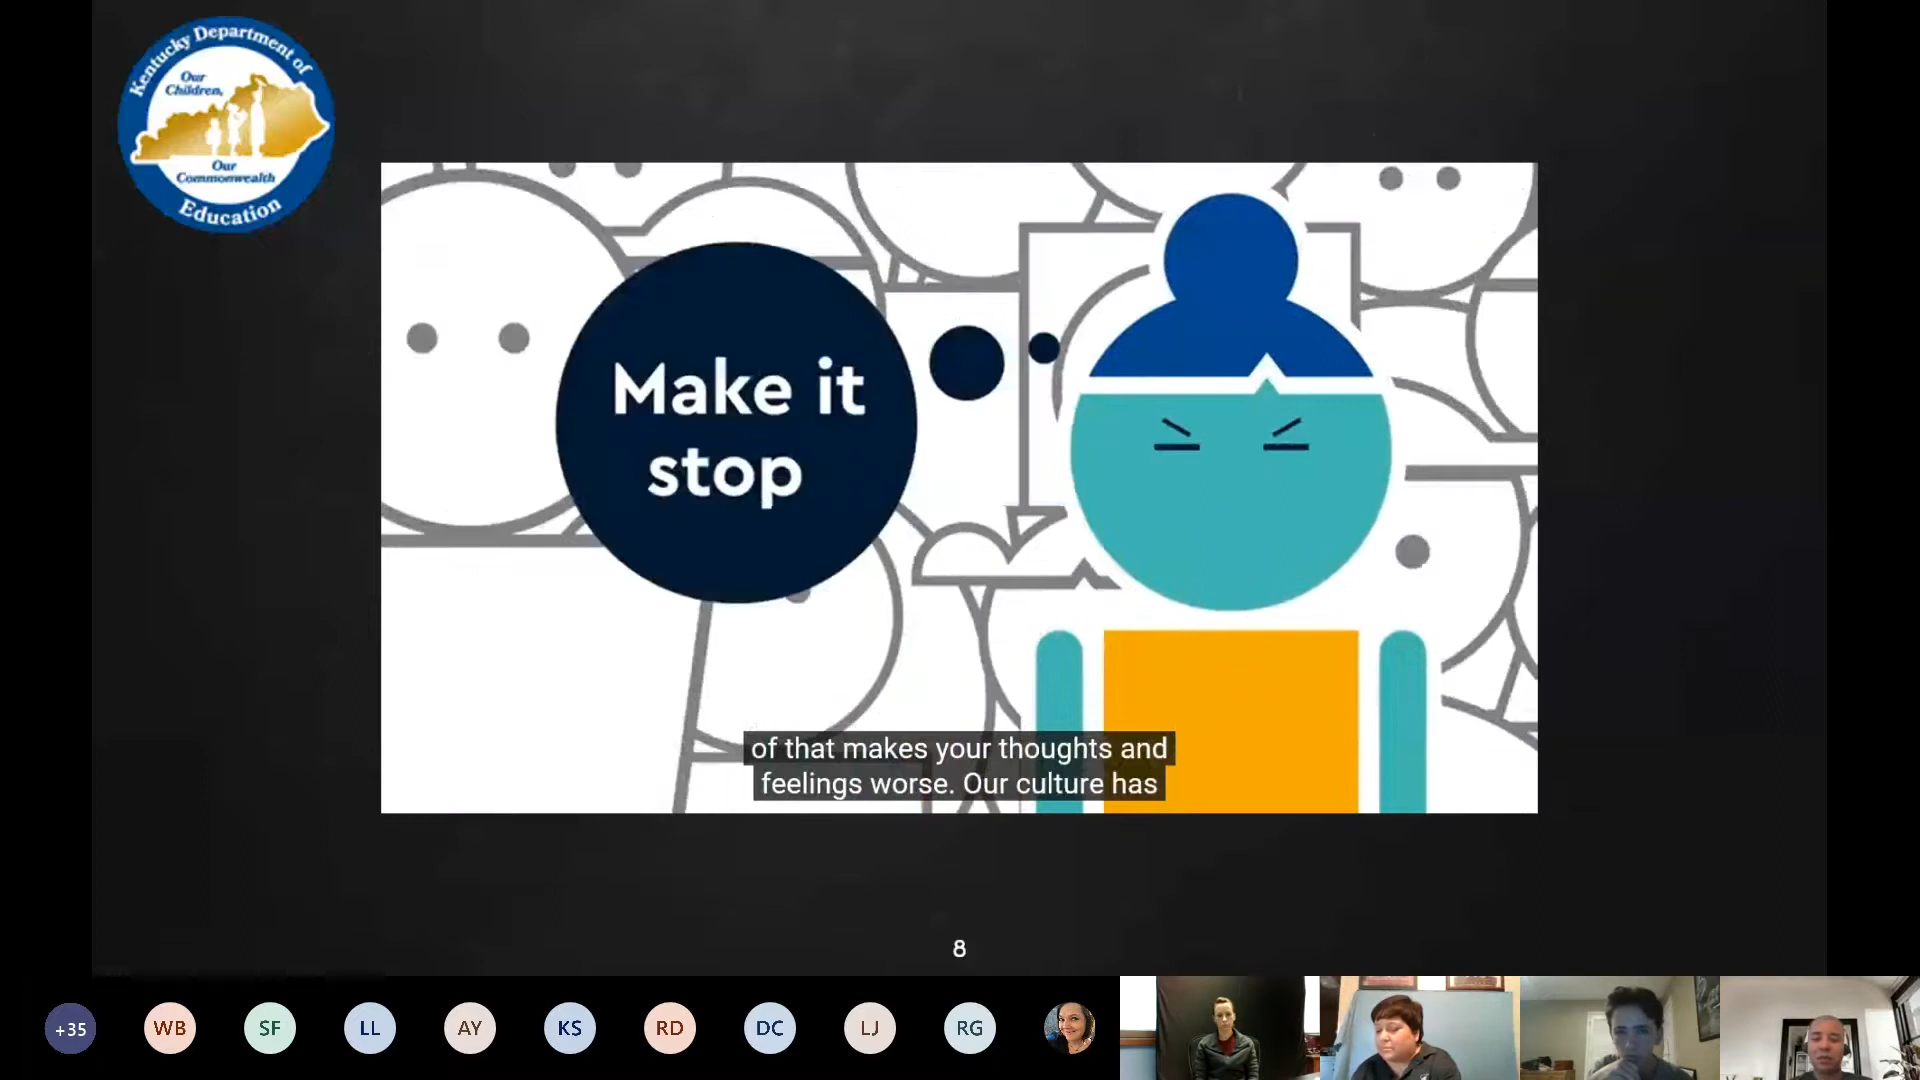 Kentucky Department of
Our
Children,
Our
Commonwealth
Education
Make it
stop
of that makes your thoughts and
feelings worse. Our culture has
8
+35
WB
SF
LL
AY
KS
RD
DC
LJ
RG